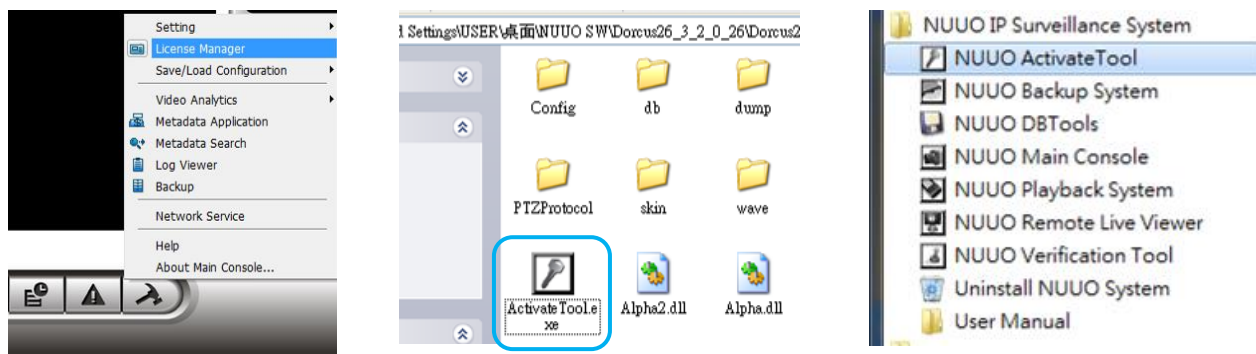 Setting
License Manager
Save/Load Configuration
Video Analytics
Metadata Application
Metadata Search
Log Viewer
Backup
Network Service
Help
About Main Console...
d Settings\USER\桌面\NUUO SW\Dorcus26_3_2_0_26\Dorcus2
Config
db
dump
PTZProtocol
skin
wave
ActivateTool.e
xe
Alpha2.dll
Alpha.dll
NUUO IP Surveillance System
NUUO ActivateTool
NUUO Backup System
NUUO DBTools
NUUO Main Console
NUUO Playback System
NUUO Remote Live Viewer
NUUO Verification Tool
Uninstall NUUO System
User Manual